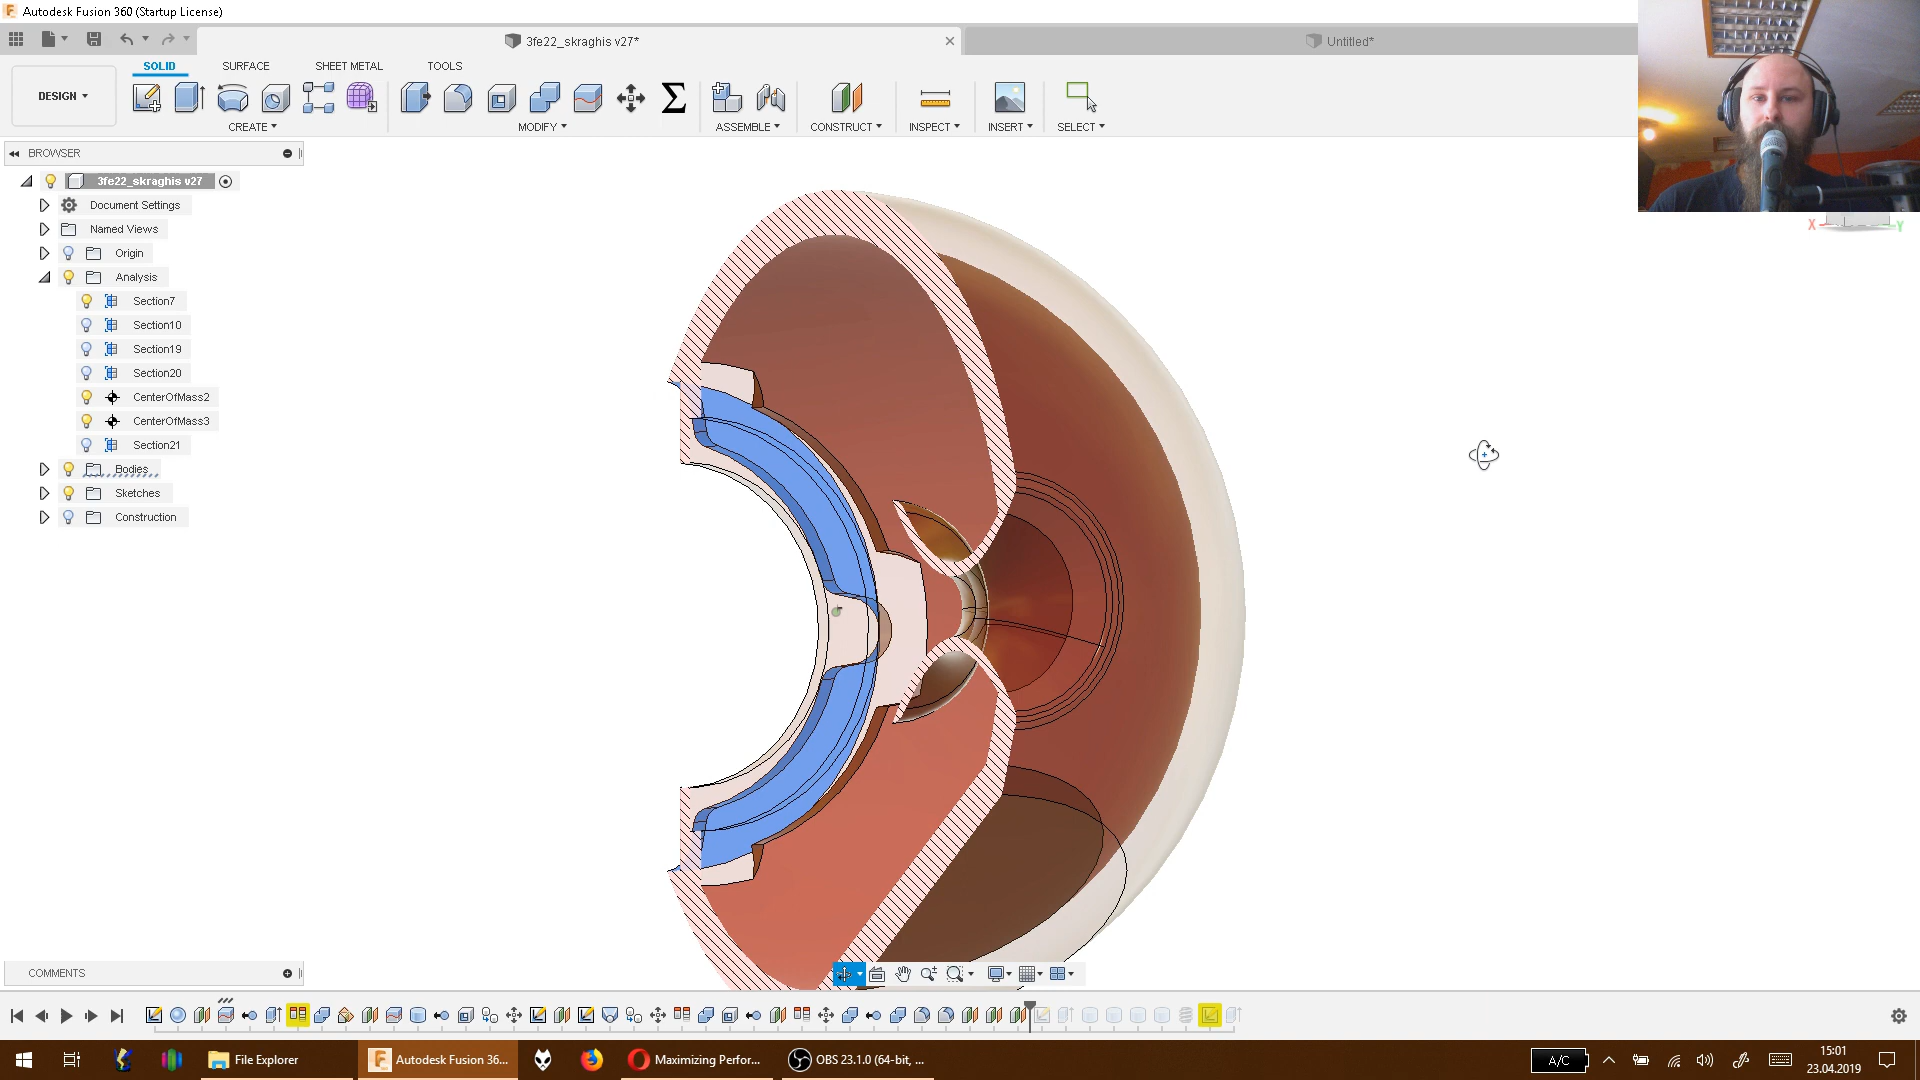 Autodesk Fusion 360 (Startup License)
3fe22_skraghis v27*
Untitled*
SOLID
SURFACE
SHEET METAL
TOOLS
DESIGN
CREATE
MODIFY
ASSEMBLE
CONSTRUCT
INSPECT
INSERT
SELECT
BROWSER
3fe22_skraghis v27
Document Settings
Named Views
Origin
Analysis
Section7
Section10
Section19
Section20
CenterOfMass2
CenterOfMass3
Section21
Bodies
Sketches
Construction
X
Y
COMMENTS
File Explorer
Autodesk Fusion 36...
Maximizing Perfor...
OBS 23.1.0 (64-bit, ...
A/C
15:01
23.04.2019